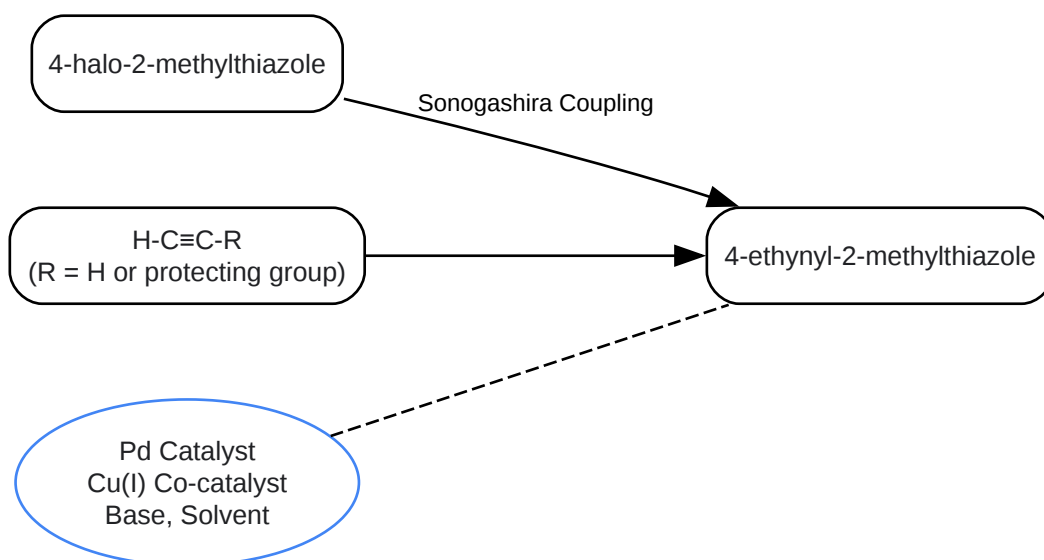 4-halo-2-methylthiazole
Sonogashira Coupling
H-C≡C-R
(R = H or protecting group)
4-ethynyl-2-methylthiazole
Pd Catalyst
Cu(I) Co-catalyst
Base, Solvent